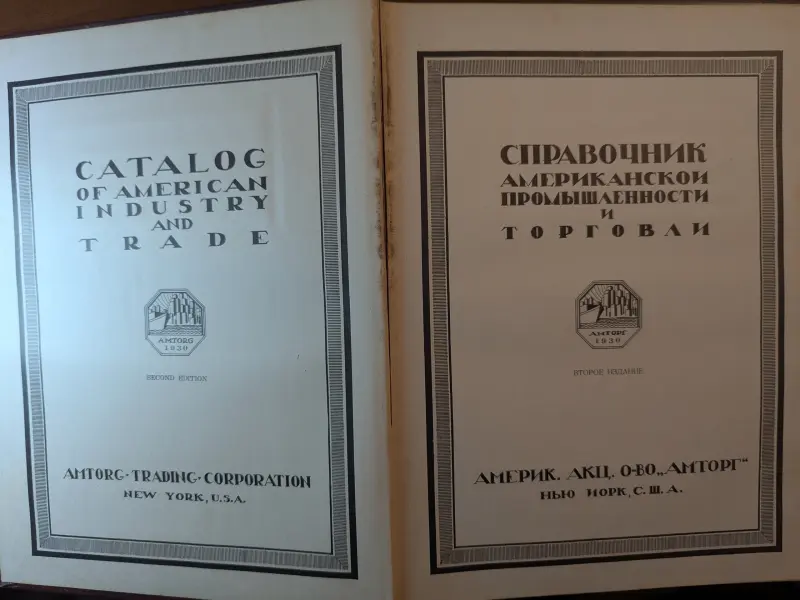 CATALOG
OF AMERICAN
INDUSTRY
AND
TRADE
AMTORG
1930
SECOND EDITION
AMTORG · TRADING · CORPORATION
NEW YORK, U.S.A.
СПРАВОЧНИК
АМЕРИКАНСКОЙ
ПРОМЫШЛЕННОСТИ
И
ТОРГОВЛИ
АМТОРГ
1930
ВТОРОЕ ИЗДАНИЕ
АМЕРИК. АКЦ. О-ВО „АМТОРГ“
НЬЮ ИОРК, С. Ш. А.